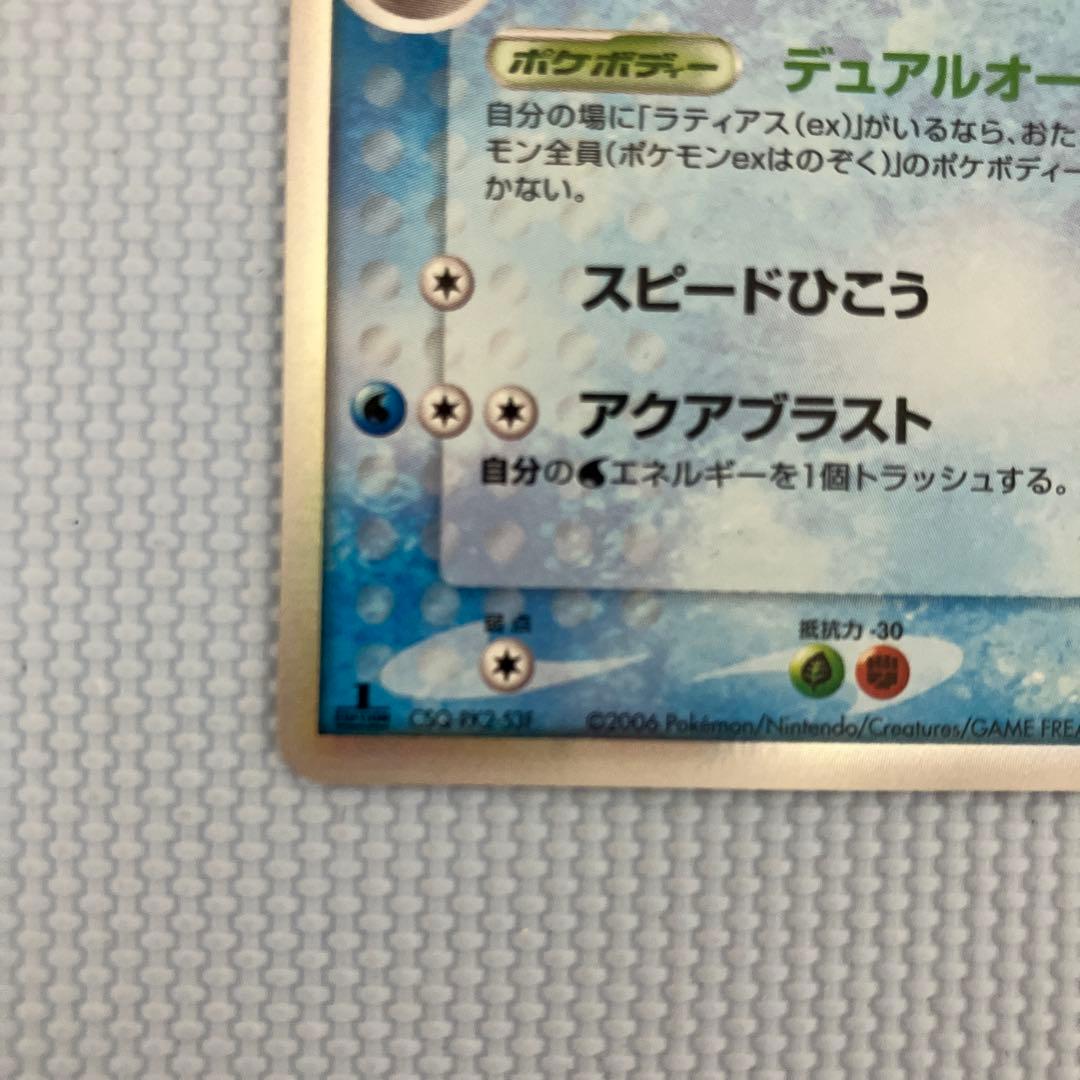 ポケボディー デュアルオー
自分の場に「ラティアス(ex)」がいるなら、おた
モン全員(ポケモンexはのぞく)」のポケボディー
かない。
スピードひこう
アクアブラスト
自分のエネルギーを1個トラッシュする。
弱点 抵抗力 -30
1 ©2006 Pokémon/Nintendo/Creatures/GAME FREA